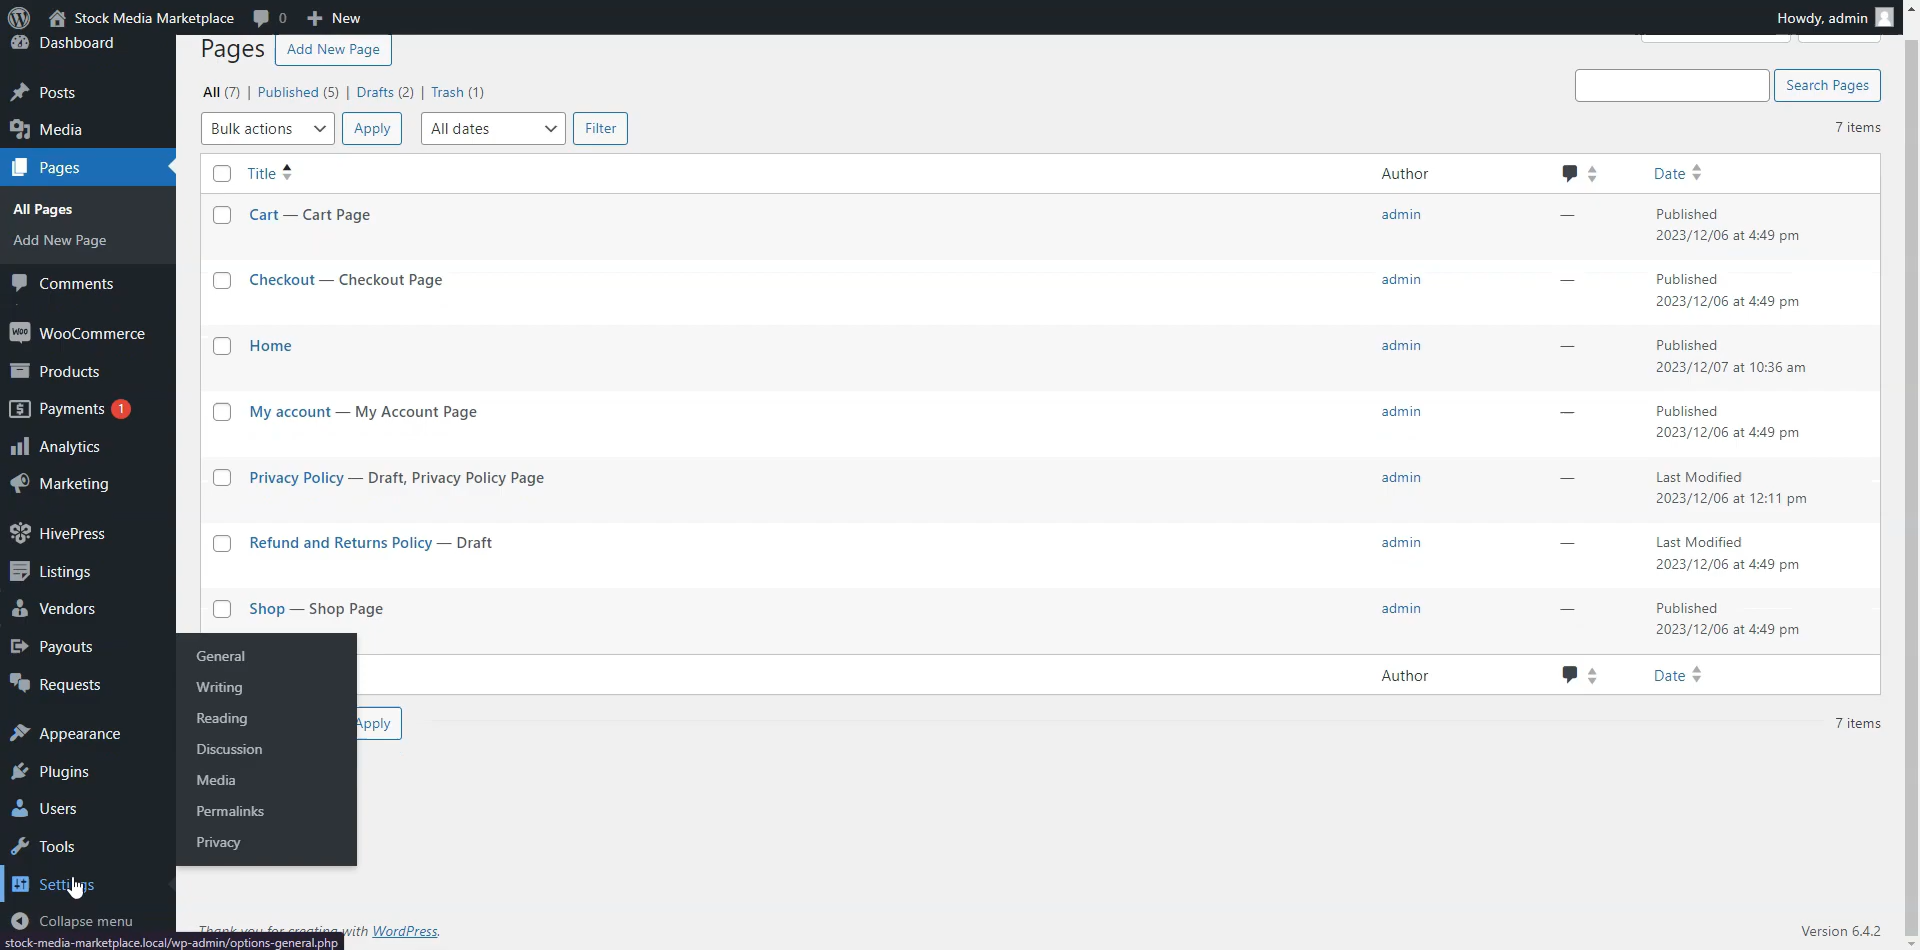 Stock Media Marketplace 0 New Howdy, admin
Dashboard
Posts
Media
Pages
All Pages
Add New Page
Comments
WooCommerce
Products
Payments 1
Analytics
Marketing
HivePress
Listings
Vendors
Payouts
Requests
Appearance
Plugins
Users
Tools
Settings
Collapse menu
General
Writing
Reading
Discussion
Media
Permalinks
Privacy
Pages Add New Page
All (7) | Published (5) | Drafts (2) | Trash (1)
Search Pages
Bulk actions Apply All dates Filter 7 items
Title Author Date
Cart — Cart Page admin — Published
2023/12/06 at 4:49 pm
Checkout — Checkout Page admin — Published
2023/12/06 at 4:49 pm
Home admin — Published
2023/12/07 at 10:36 am
My account — My Account Page admin — Published
2023/12/06 at 4:49 pm
Privacy Policy — Draft, Privacy Policy Page admin — Last Modified
2023/12/06 at 12:11 pm
Refund and Returns Policy — Draft admin — Last Modified
2023/12/06 at 4:49 pm
Shop — Shop Page admin — Published
2023/12/06 at 4:49 pm
Author Date
Apply 7 items
Thank you for creating with WordPress. Version 6.4.2
stock-media-marketplace.local/wp-admin/options-general.php